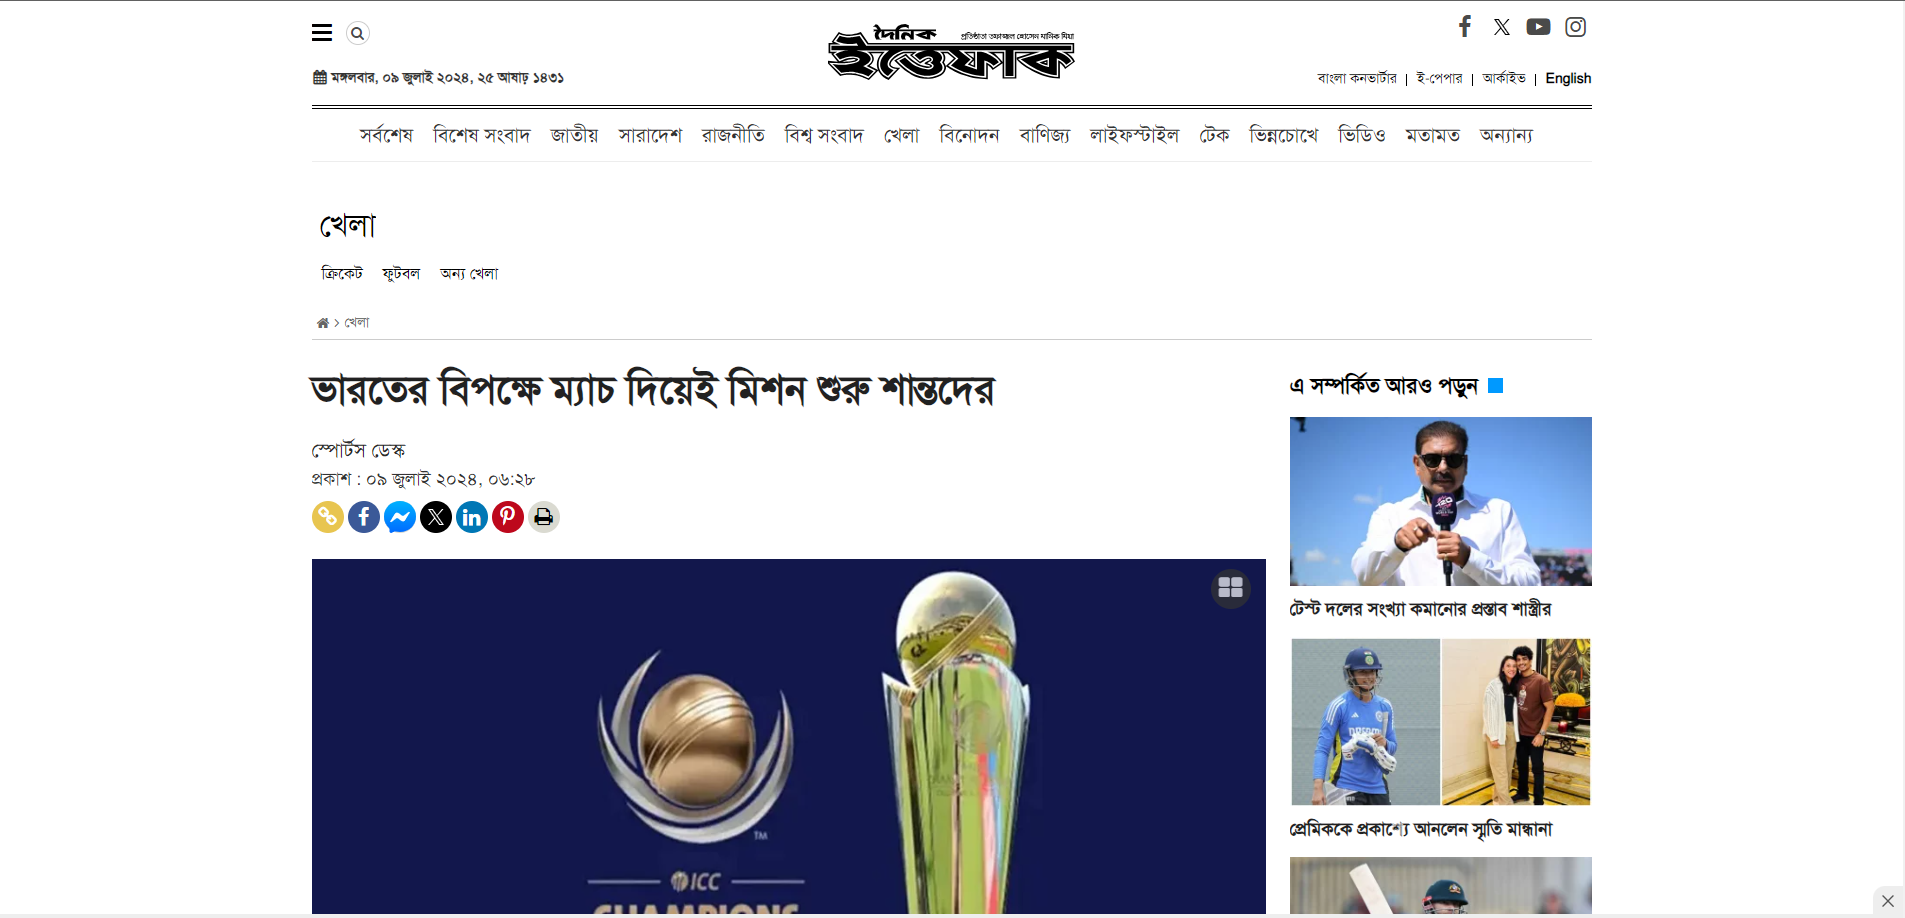 দৈনিক
প্রতিষ্ঠাতা তফাজ্জল হোসেন মানিক মিয়া
ইত্তেফাক
মঙ্গলবার, ০৯ জুলাই ২০২৪, ২৫ আষাঢ় ১৪৩১
বাংলা কনভার্টার | ই-পেপার | আর্কাইভ | English
সর্বশেষ বিশেষ সংবাদ জাতীয় সারাদেশ রাজনীতি বিশ্ব সংবাদ খেলা বিনোদন বাণিজ্য লাইফস্টাইল টেক ভিন্নচোখে ভিডিও মতামত অন্যান্য
খেলা
ক্রিকেট ফুটবল অন্য খেলা
> খেলা
ভারতের বিপক্ষে ম্যাচ দিয়েই মিশন শুরু শান্তদের
স্পোর্টস ডেস্ক
প্রকাশ : ০৯ জুলাই ২০২৪, ০৬:২৮
TM
ICC
CHAMPIONS
এ সম্পর্কিত আরও পড়ুন
টেস্ট দলের সংখ্যা কমানোর প্রস্তাব শাস্ত্রীর
প্রেমিককে প্রকাশ্যে আনলেন স্মৃতি মান্ধানা